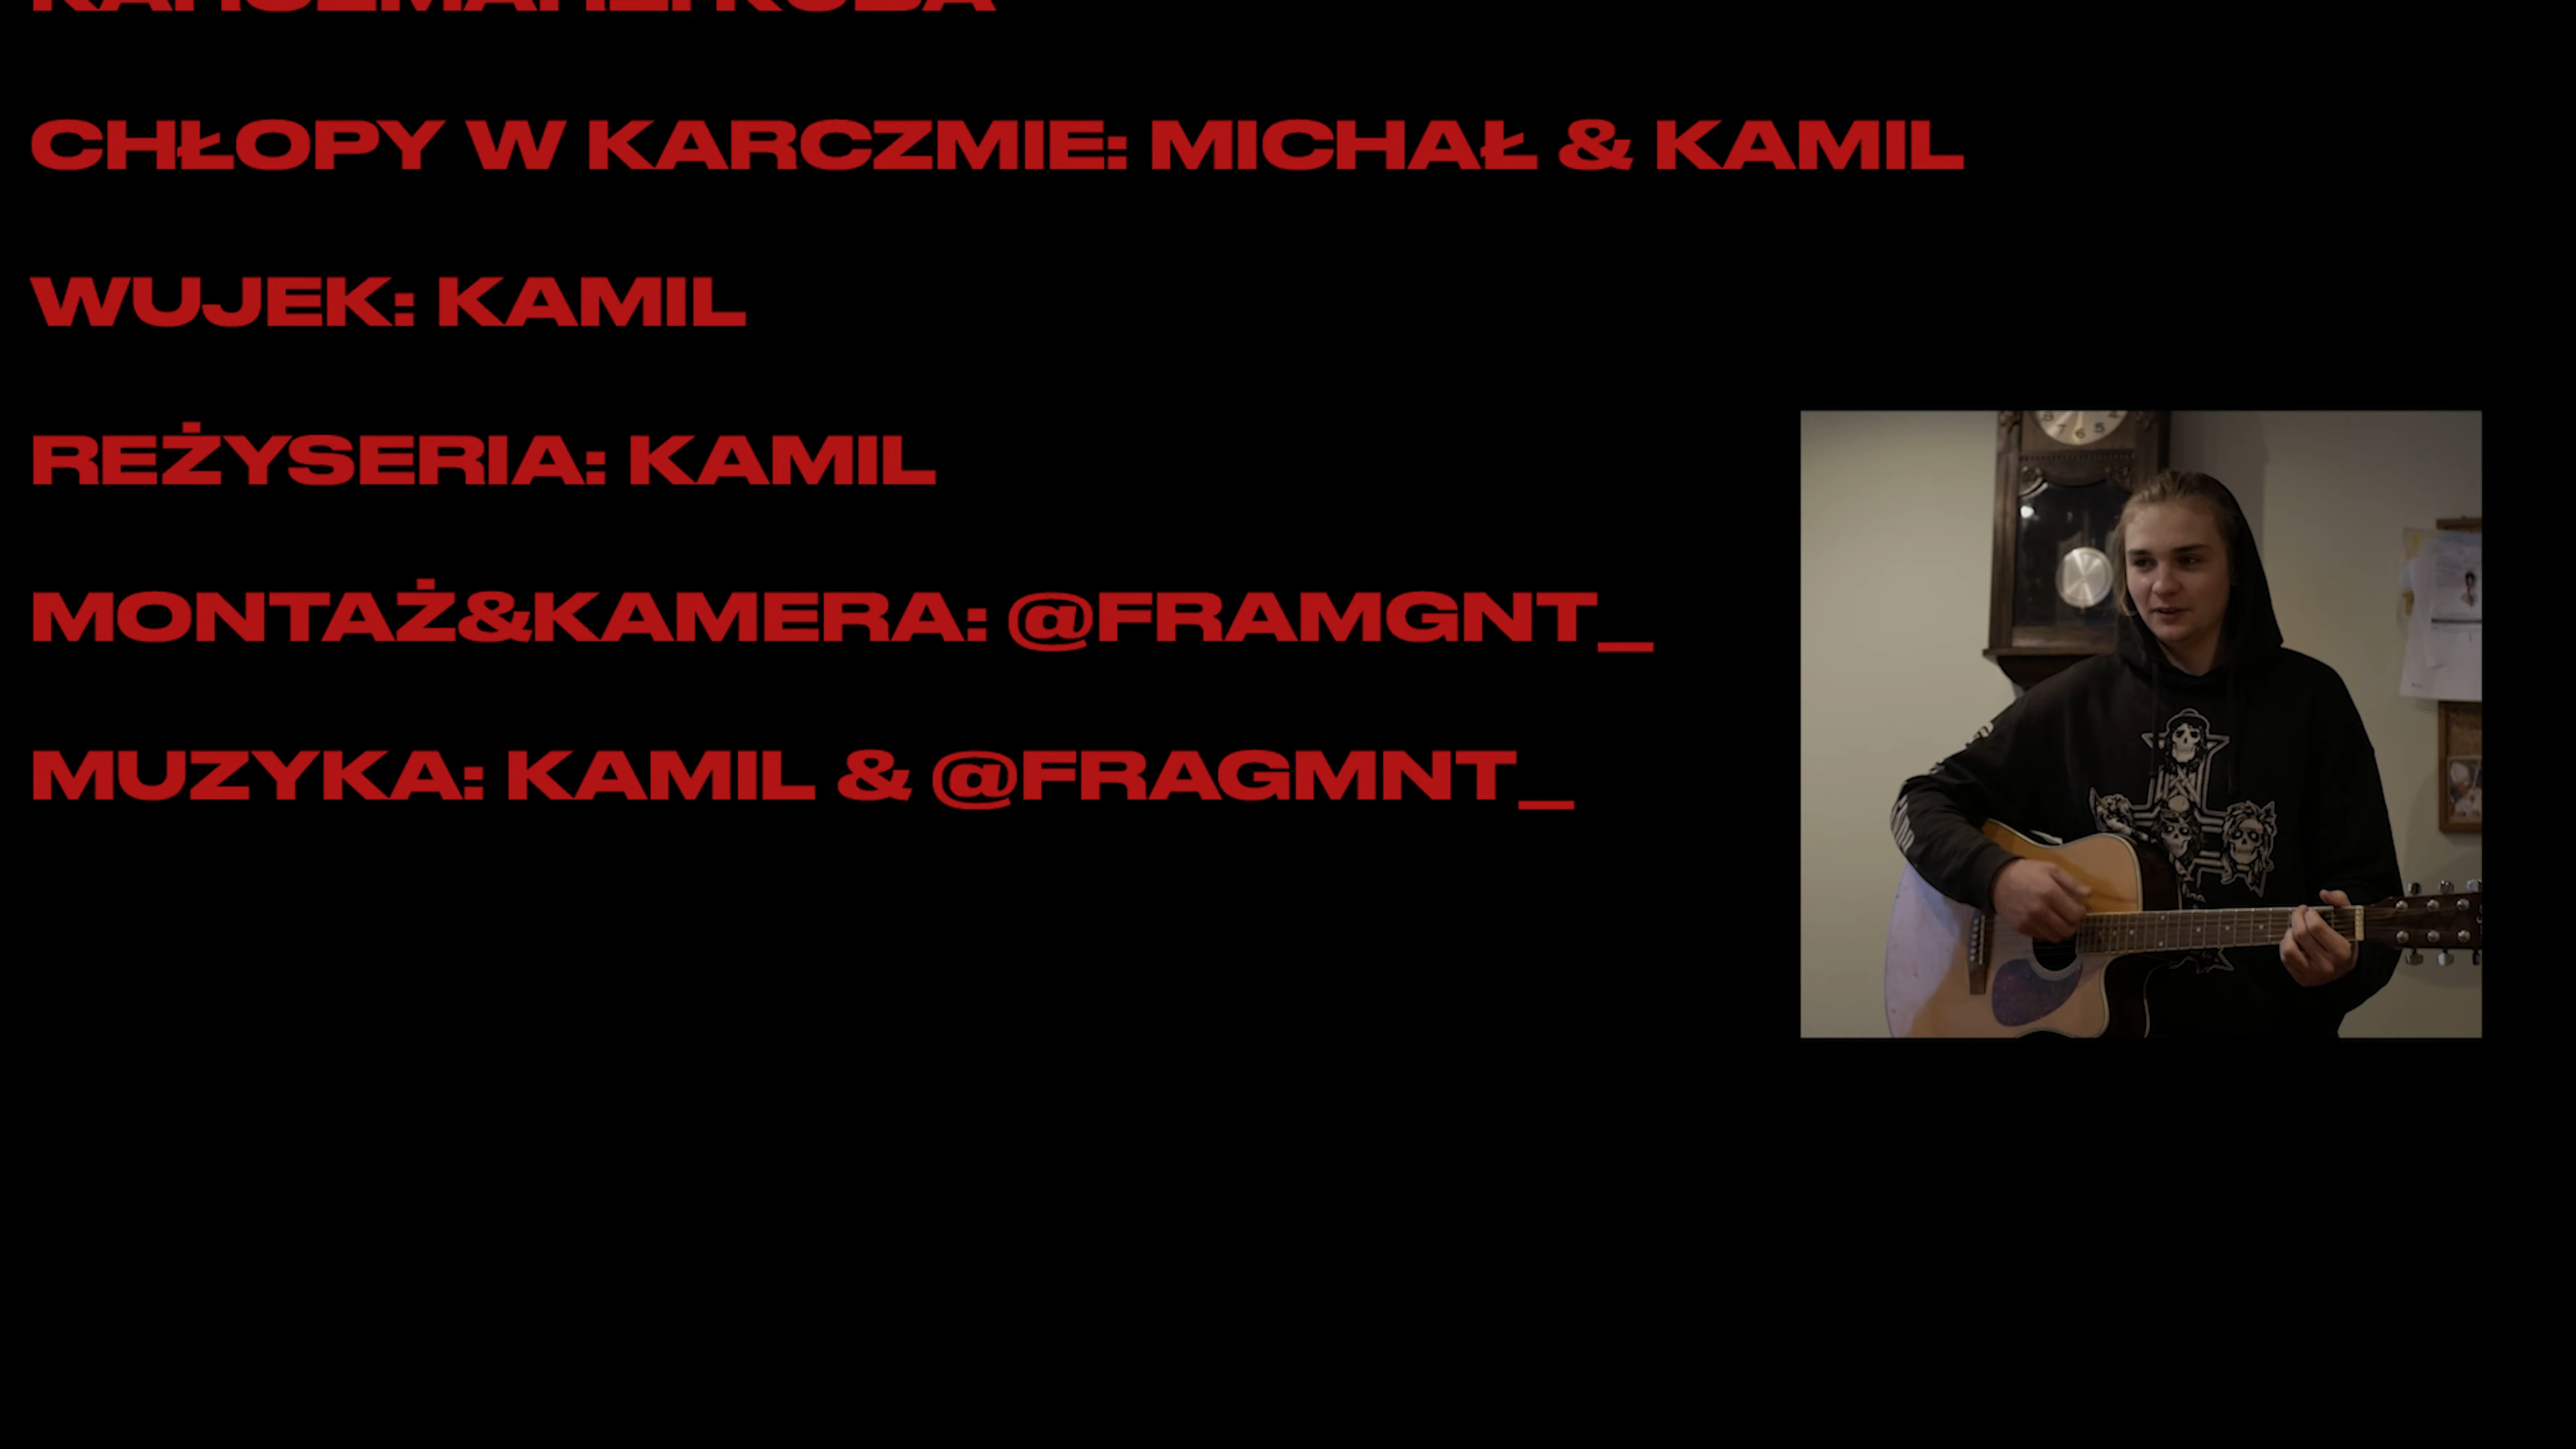 CHŁOPY W KARCZMIE: MICHAŁ & KAMIL
WUJEK: KAMIL
REŻYSERIA: KAMIL
MONTAŻ&KAMERA: @FRAMGNT_
MUZYKA: KAMIL & @FRAGMNT_